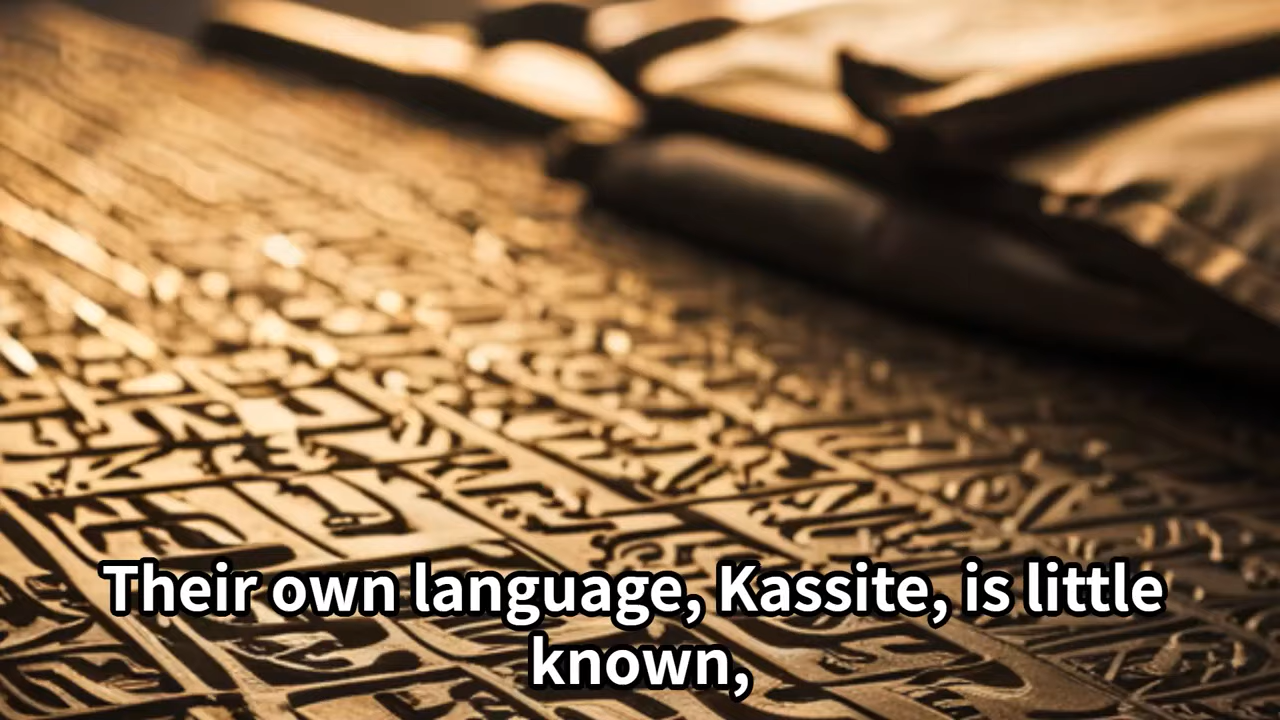 Their own language, Kassite, is little
known,